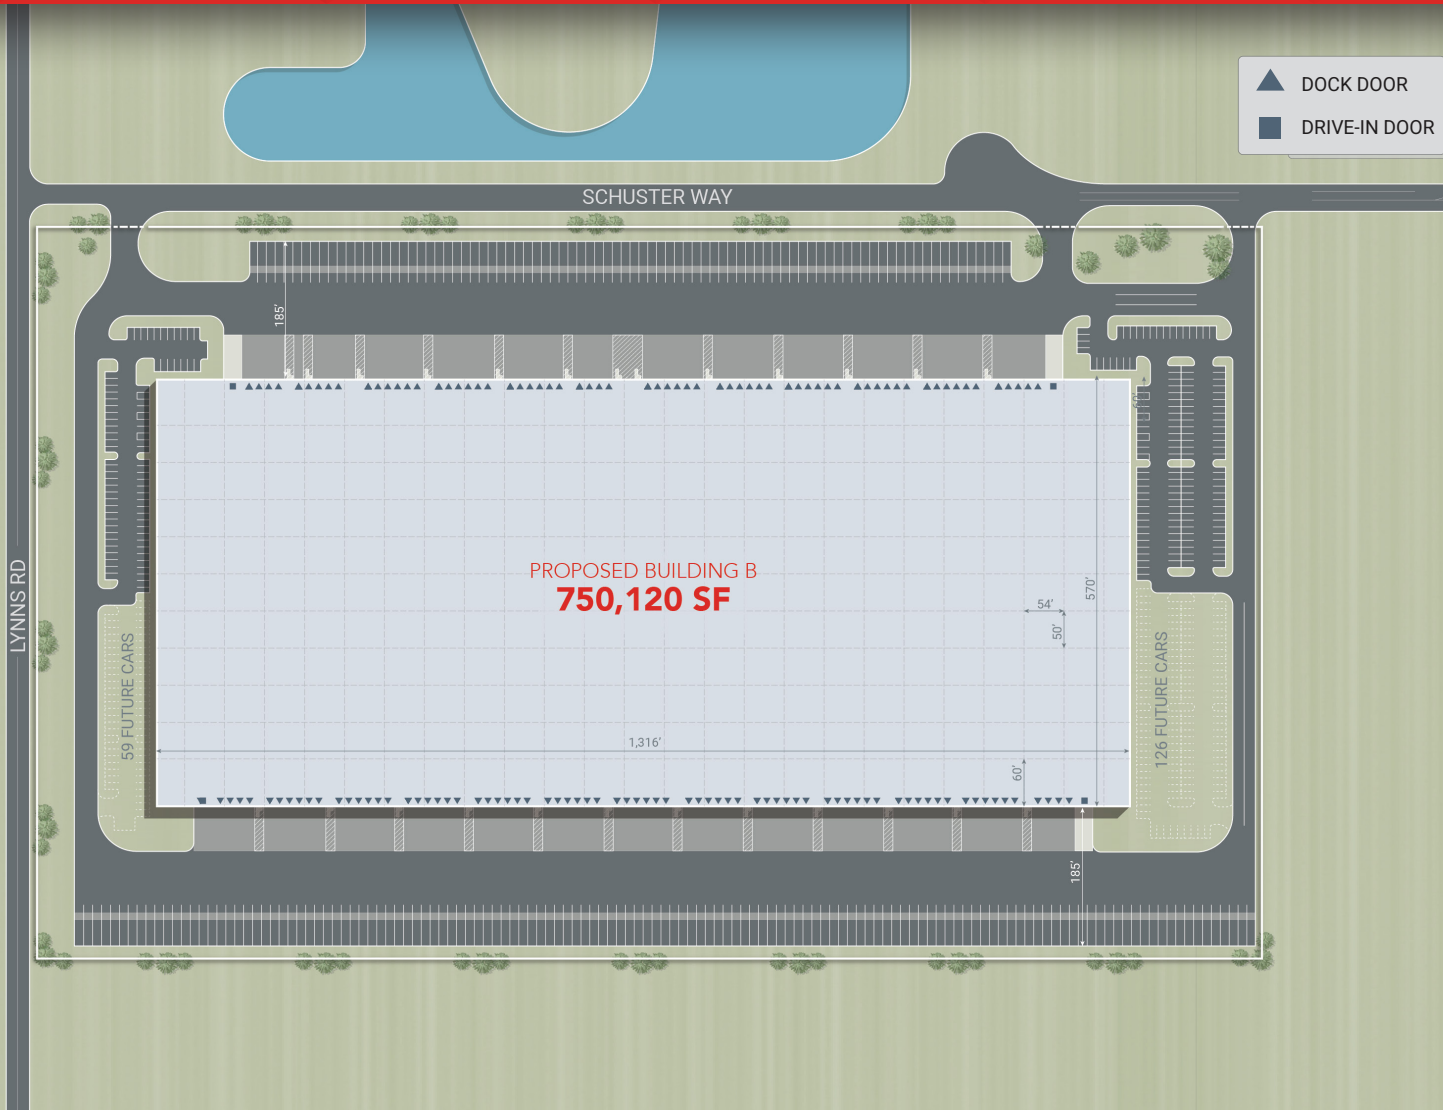 DOCK DOOR
DRIVE-IN DOOR
SCHUSTER WAY
185'
LYNNS RD
PROPOSED BUILDING B
750,120 SF
54'
50'
570'
59 FUTURE CARS
126 FUTURE CARS
1,316'
60'
185'